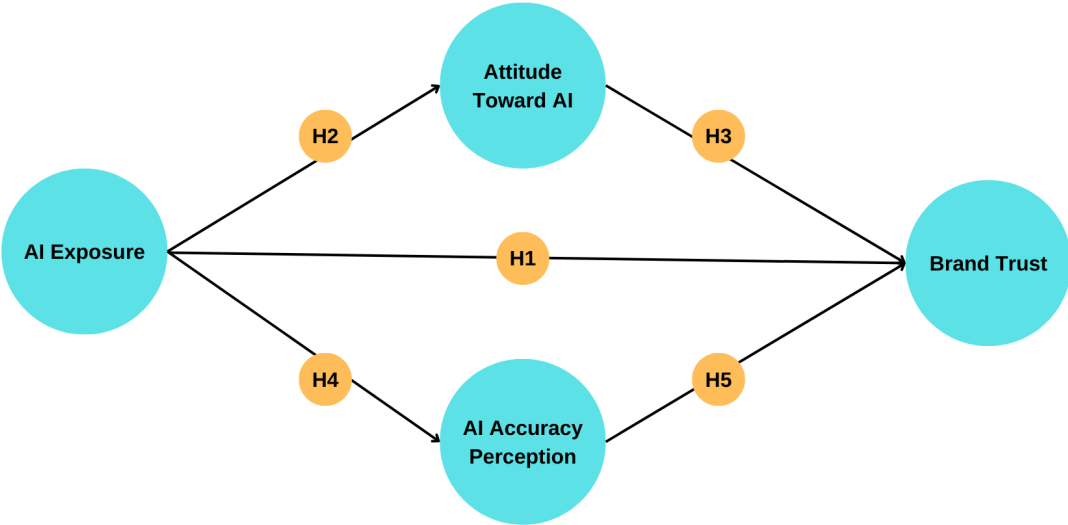 Attitude
Toward AI
H2
H3
AI Exposure
H1
Brand Trust
H4
H5
AI Accuracy
Perception